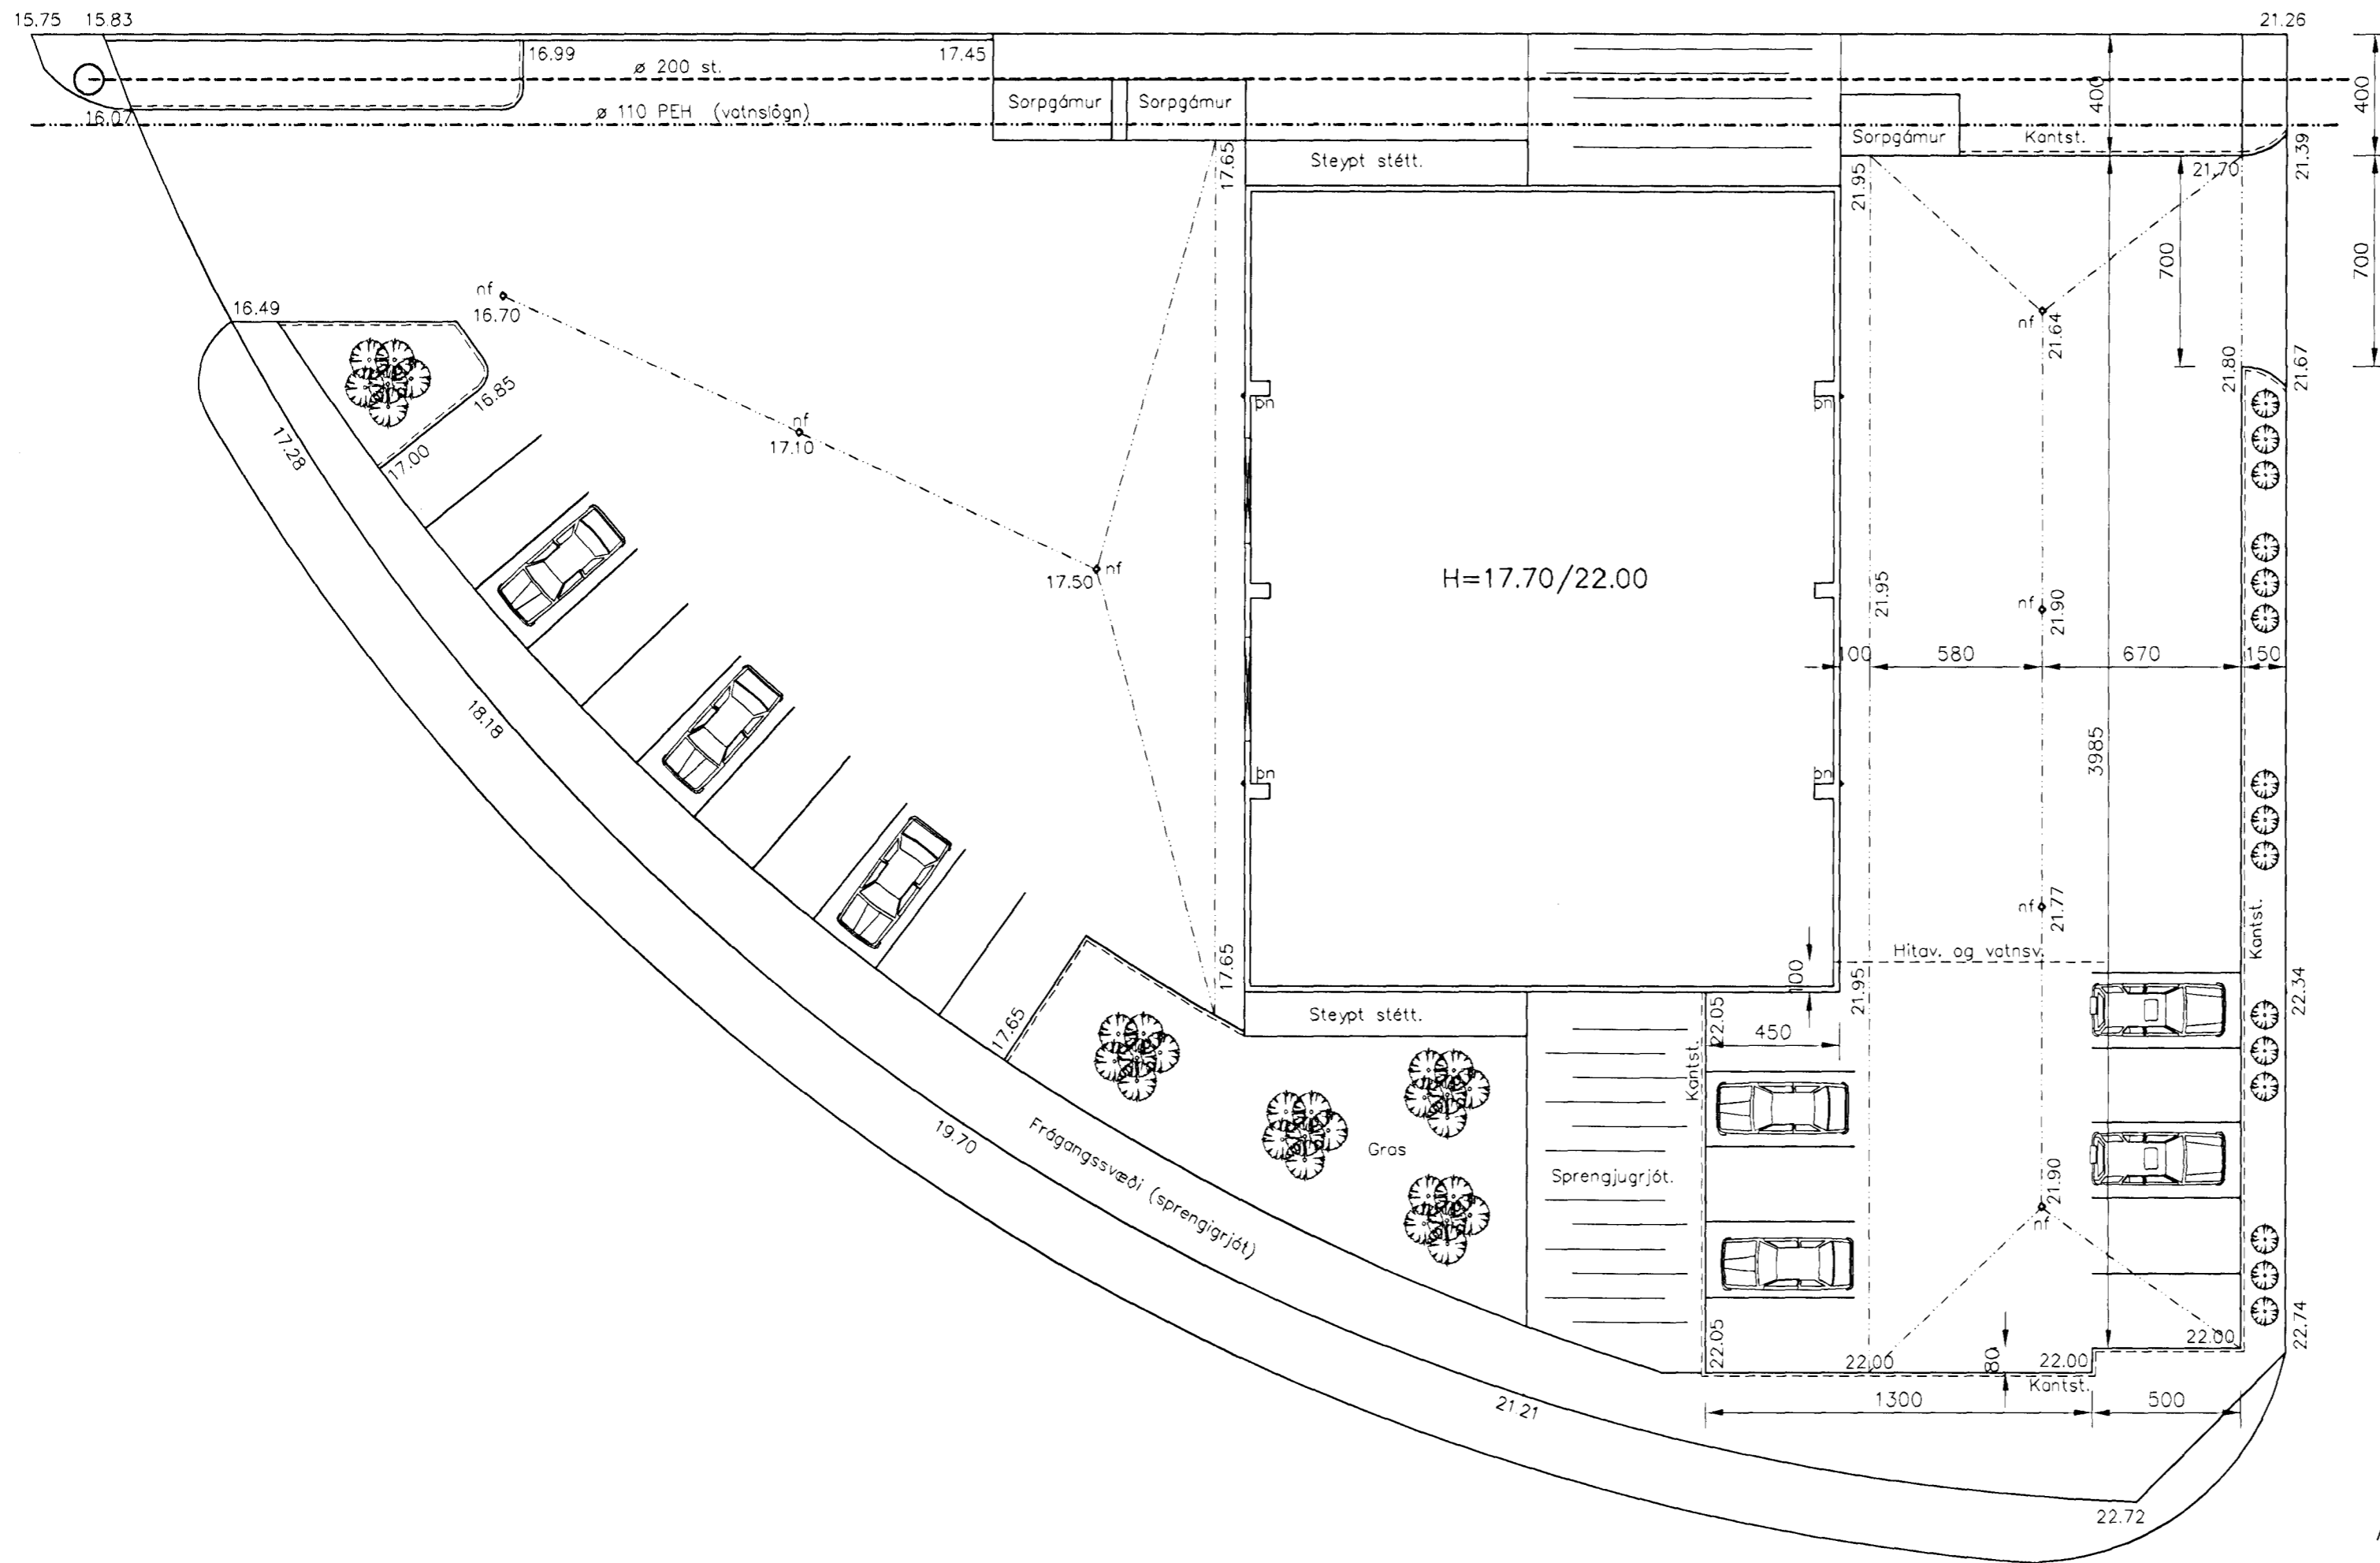 15.75 15.83
21.26
16.99
ø 200 st.
17.45
400
400
16.07
ø 110 PEH (vatnslögn)
Sorpgámur
Sorpgámur
Sorpgámur
Kantst.
17.65
Steypt stétt.
21.95
21.70
21.39
700
700
nf
16.70
16.49
nf
21.64
21.80
21.67
16.85
þn
þn
nf
17.10
17.28
17.00
17.50
nf
H=17.70/22.00
21.95
nf
21.90
100
580
670
150
18.18
3985
þn
þn
nf
21.77
Kantst.
17.65
Hitav. og vatnsv.
100
21.95
22.34
17.65
Steypt stétt.
22.05
450
Kantst.
19.70
Frágangssvæði (sprengigrjót)
Gras
Sprengjugrjót.
21.90
nf
22.05
22.00
80
22.00
22.00
22.74
Kantst.
21.21
1300
500
22.72